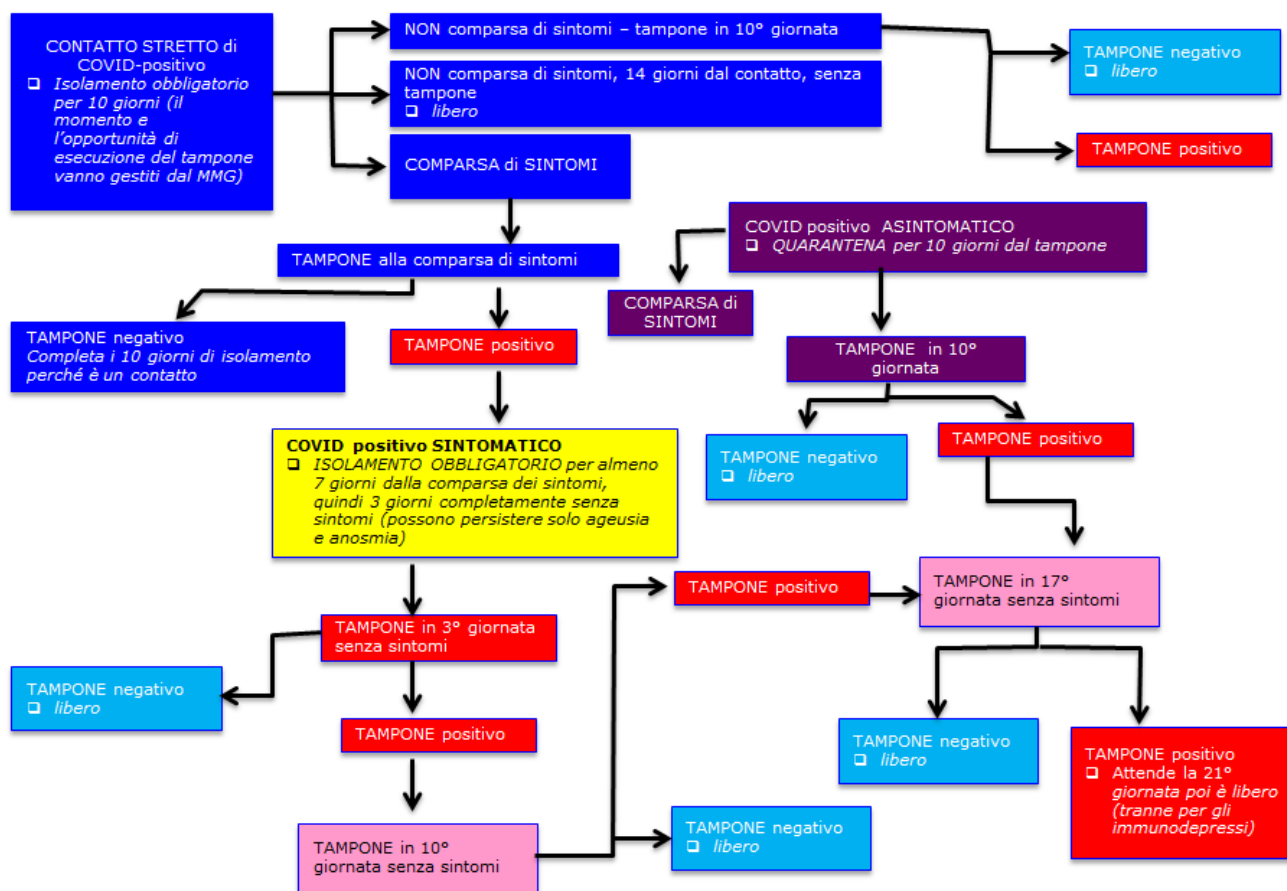 CONTATTO STRETTO di
COVID-positivo
❑ Isolamento obbligatorio
per 10 giorni (il
momento e
l’opportunità di
esecuzione del tampone
vanno gestiti dal MMG)
NON comparsa di sintomi – tampone in 10° giornata
NON comparsa di sintomi, 14 giorni dal contatto, senza
tampone
❑ libero
COMPARSA di SINTOMI
TAMPONE negativo
❑ libero
TAMPONE positivo
TAMPONE alla comparsa di sintomi
TAMPONE negativo
Completa i 10 giorni di isolamento
perché è un contatto
TAMPONE positivo
COVID positivo ASINTOMATICO
❑ QUARANTENA per 10 giorni dal tampone
COMPARSA di
SINTOMI
TAMPONE in 10°
giornata
TAMPONE negativo
❑ libero
TAMPONE positivo
COVID positivo SINTOMATICO
❑ ISOLAMENTO OBBLIGATORIO per almeno
7 giorni dalla comparsa dei sintomi,
quindi 3 giorni completamente senza
sintomi (possono persistere solo ageusia
e anosmia)
TAMPONE in 3° giornata
senza sintomi
TAMPONE negativo
❑ libero
TAMPONE positivo
TAMPONE in 10°
giornata senza sintomi
TAMPONE positivo
TAMPONE negativo
❑ libero
TAMPONE in 17°
giornata senza sintomi
TAMPONE negativo
❑ libero
TAMPONE positivo
❑ Attende la 21°
giornata poi è libero
(tranne per gli
immunodepressi)